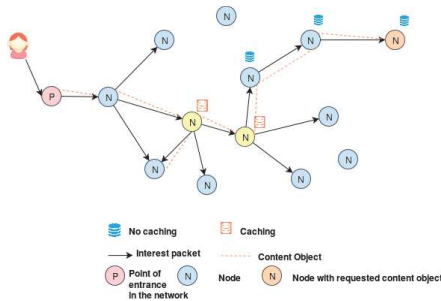 N
N
N
N
N
P
N
N
N
N
N
N
N
N
N
No caching
Caching
Interest packet
Content Object
P
Point of
entrance
in the network
N
Node
N
Node with requested content object